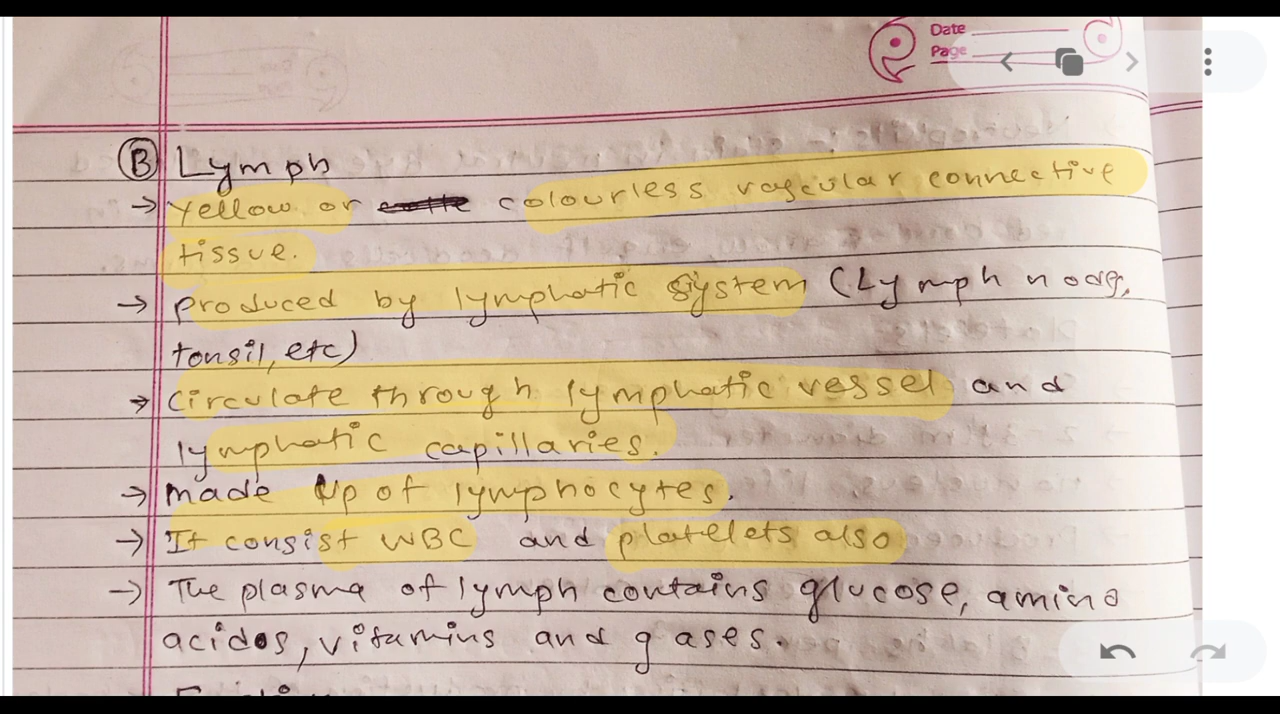 Date
Page
(B) Lymph
→ yellow or colourless vascular connective
tissue.
→ produced by lymphatic system (Lymph node,
tonsil, etc)
→ circulate through lymphatic vessel and
lymphatic capillaries.
→ made up of lymphocytes.
→ It consist WBC and platelets also
→ The plasma of lymph contains glucose, amino
acidos, vitamins and gases.